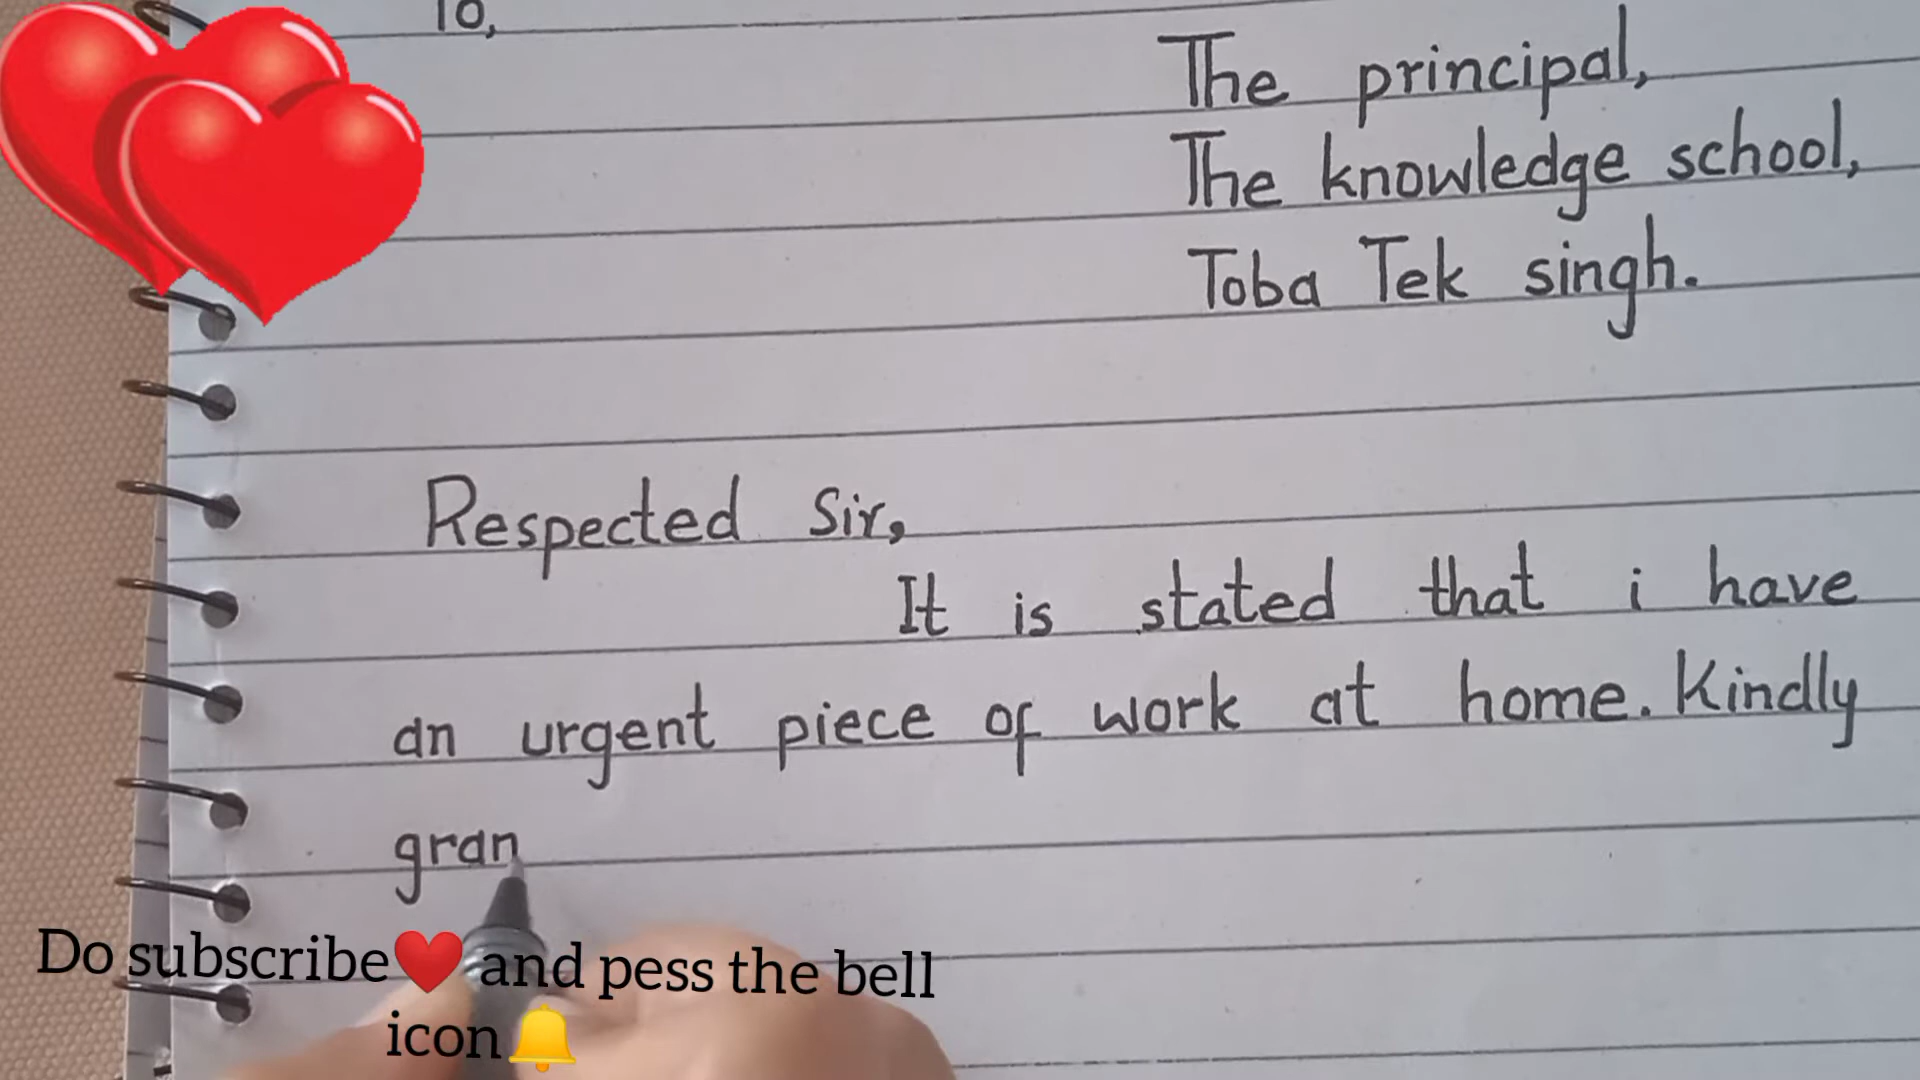 To,
The principal,
The knowledge school,
Toba Tek singh.
Respected Sir,
It is stated that i have
an urgent piece of work at home. Kindly
gran
Do subscribe❤️and pess the bell
icon🔔